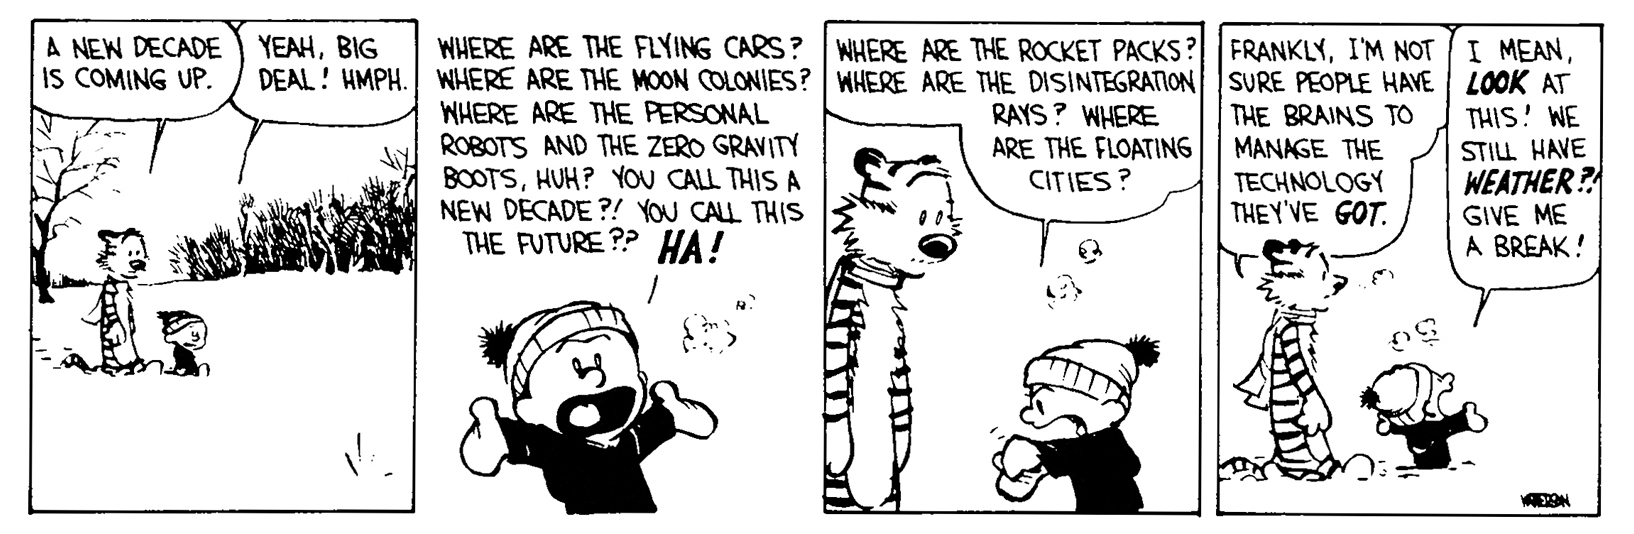 A NEW DECADE
IS COMING UP.
YEAH, BIG
DEAL! HMPH.
WHERE ARE THE FLYING CARS?
WHERE ARE THE MOON COLONIES?
WHERE ARE THE PERSONAL
ROBOTS AND THE ZERO GRAVITY
BOOTS, HUH? YOU CALL THIS A
NEW DECADE?! YOU CALL THIS
THE FUTURE?? HA!
WHERE ARE THE ROCKET PACKS?
WHERE ARE THE DISINTEGRATION
RAYS? WHERE
ARE THE FLOATING
CITIES?
FRANKLY, I'M NOT
SURE PEOPLE HAVE
THE BRAINS TO
MANAGE THE
TECHNOLOGY
THEY'VE GOT.
I MEAN,
LOOK AT
THIS! WE
STILL HAVE
WEATHER?!
GIVE ME
A BREAK!
WATTERSON